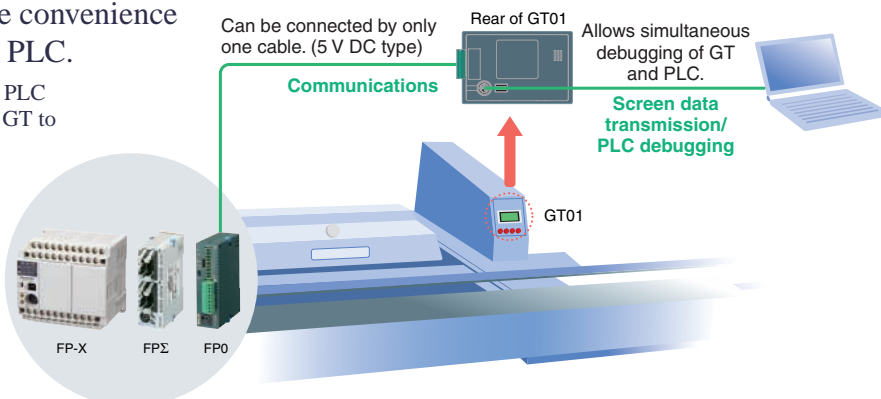 e convenience
PLC.
PLC
GT to
Can be connected by only
one cable. (5 V DC type)
Communications
Rear of GT01
Allows simultaneous
debugging of GT
and PLC.
Screen data
transmission/
PLC debugging
GT01
FP-X
FPΣ
FP0